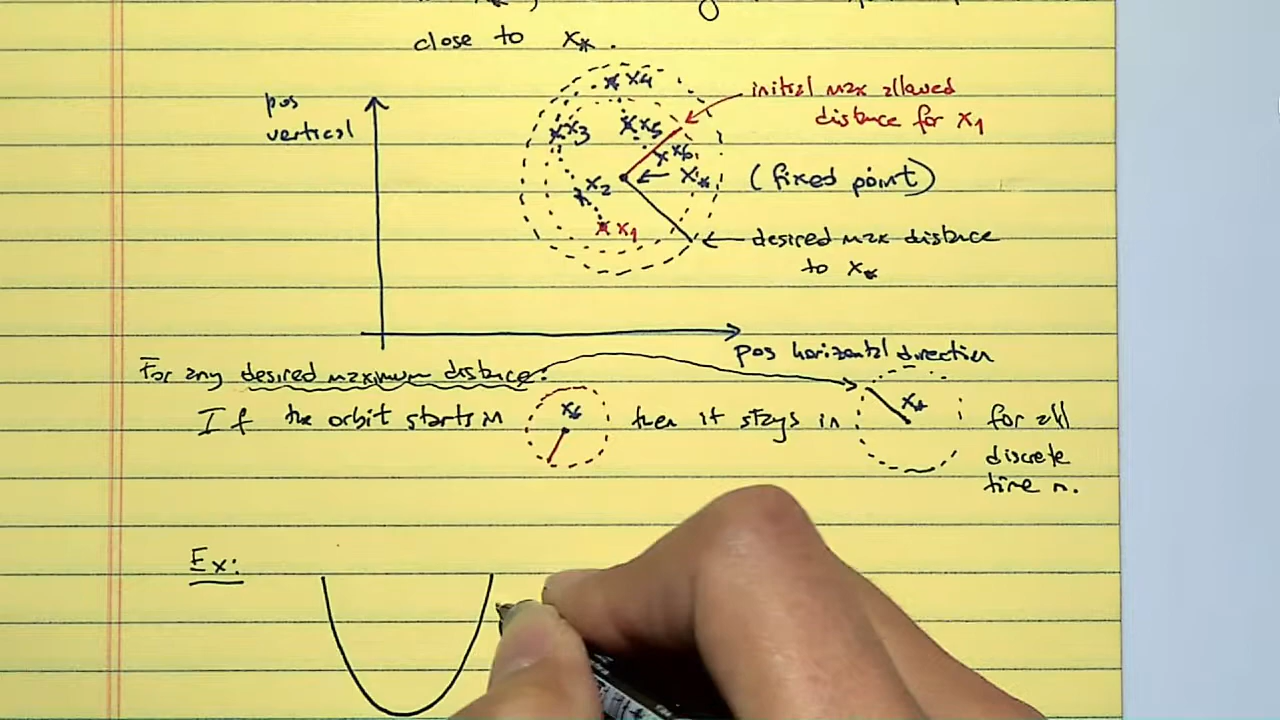 close to x* .
pos
vertical
x4
x3
x5
x6
x2
x*
x1
initial max allowed
distance for x1
(fixed point)
desired max distance
to x*
pos horizontal direction
For any desired maximum distance:
If the orbit starts in x* then it stays in x* for all
discrete
time n.
Ex: